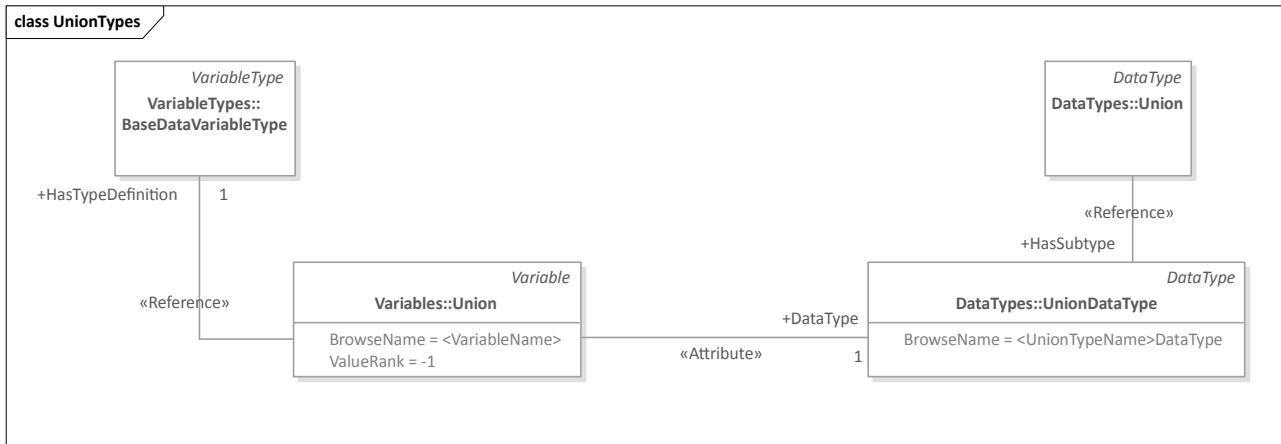 class UnionTypes
VariableType
VariableTypes::
BaseDataVariableType
DataType
DataTypes::Union
+HasTypeDefinition
1
«Reference»
+HasSubtype
«Reference»
Variable
Variables::Union
BrowseName = <VariableName>
ValueRank = -1
+DataType
«Attribute»
1
DataType
DataTypes::UnionDataType
BrowseName = <UnionTypeName>DataType